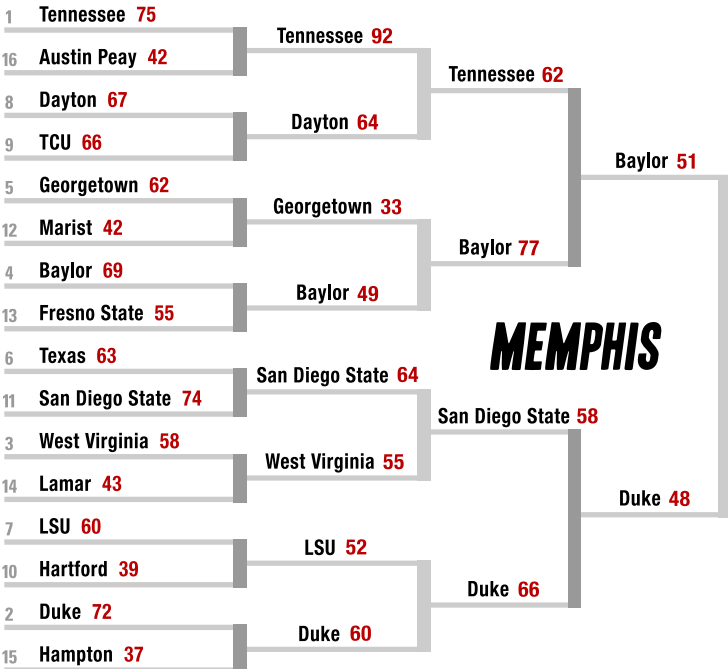 1 Tennessee 75
16 Austin Peay 42
8 Dayton 67
9 TCU 66
5 Georgetown 62
12 Marist 42
4 Baylor 69
13 Fresno State 55
6 Texas 63
11 San Diego State 74
3 West Virginia 58
14 Lamar 43
7 LSU 60
10 Hartford 39
2 Duke 72
15 Hampton 37
Tennessee 92
Dayton 64
Georgetown 33
Baylor 49
San Diego State 64
West Virginia 55
LSU 52
Duke 60
Tennessee 62
Baylor 77
San Diego State 58
Duke 66
Baylor 51
Duke 48
MEMPHIS